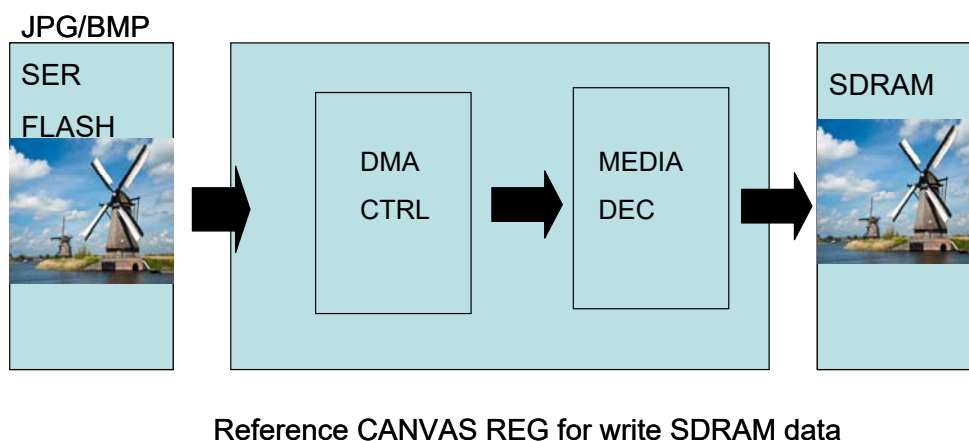 JPG/BMP
SER
FLASH
DMA
CTRL
MEDIA
DEC
SDRAM
Reference CANVAS REG for write SDRAM data